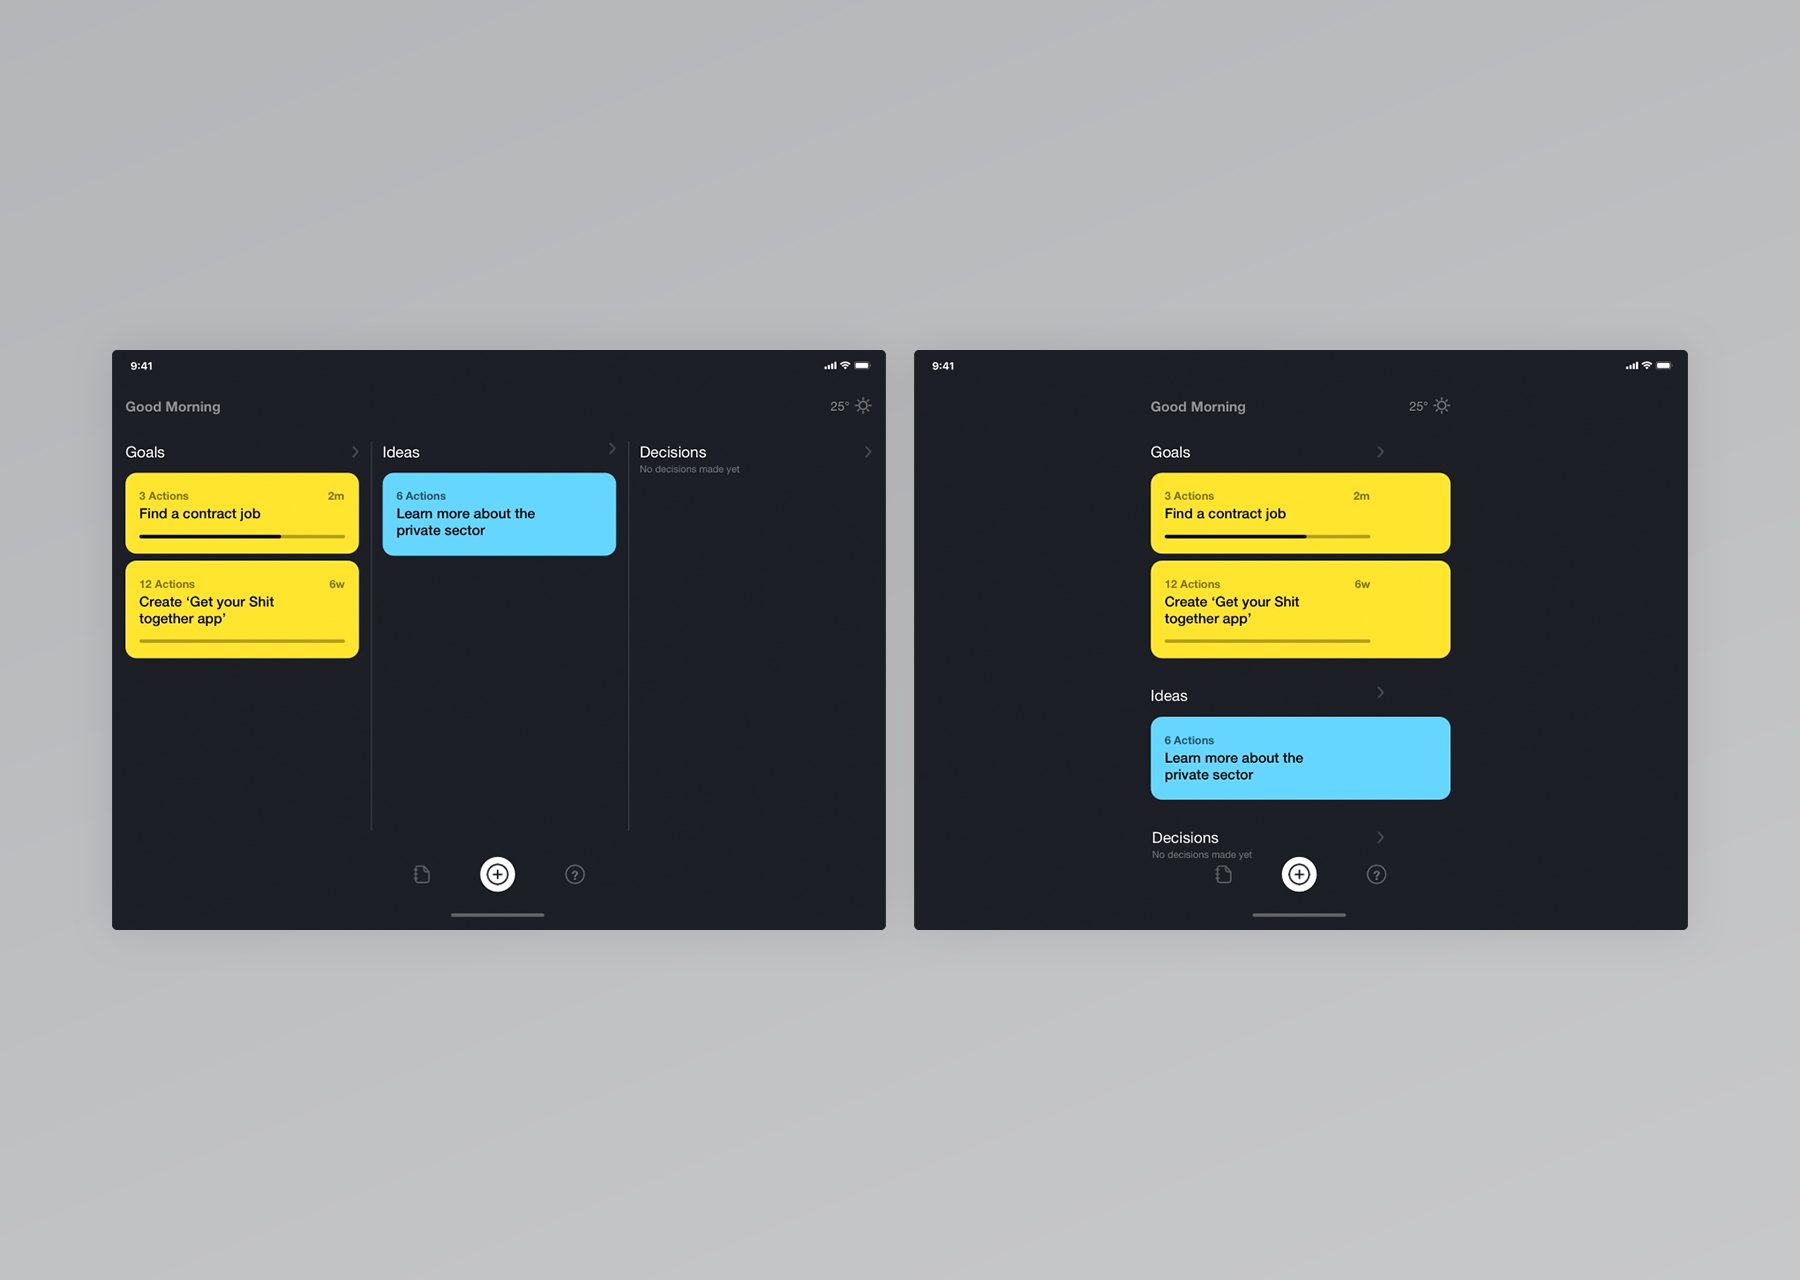 9:41
Good Morning
25°
Goals
3 Actions 2m
Find a contract job
12 Actions 6w
Create ‘Get your Shit
together app’
Ideas
6 Actions
Learn more about the
private sector
Decisions
No decisions made yet
?
9:41
Good Morning
25°
Goals
3 Actions 2m
Find a contract job
12 Actions 6w
Create ‘Get your Shit
together app’
Ideas
6 Actions
Learn more about the
private sector
Decisions
No decisions made yet
?